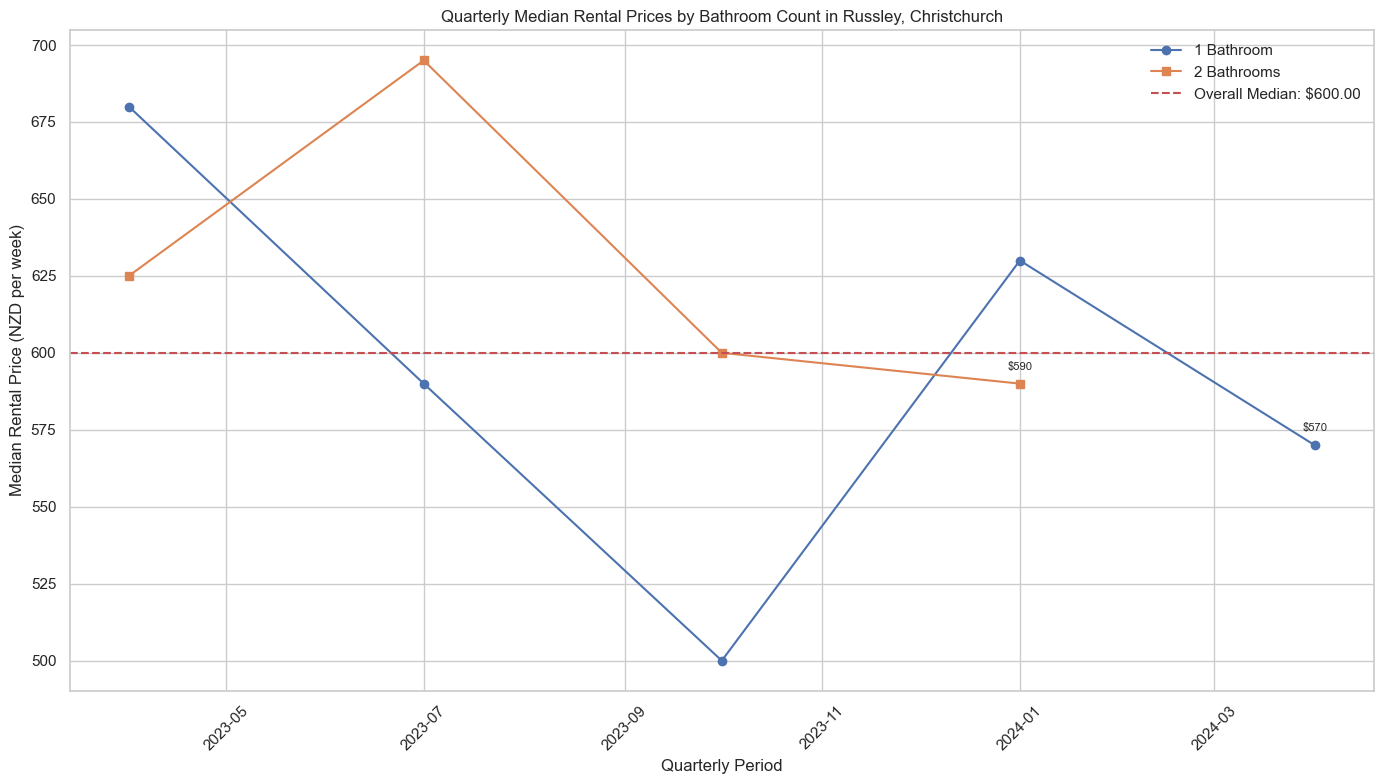 Quarterly Median Rental Prices by Bathroom Count in Russley, Christchurch
1 Bathroom
2 Bathrooms
Overall Median: $600.00
Median Rental Price (NZD per week)
700
675
650
625
600
575
550
525
500
$590
$570
2023-05
2023-07
2023-09
2023-11
2024-01
2024-03
Quarterly Period